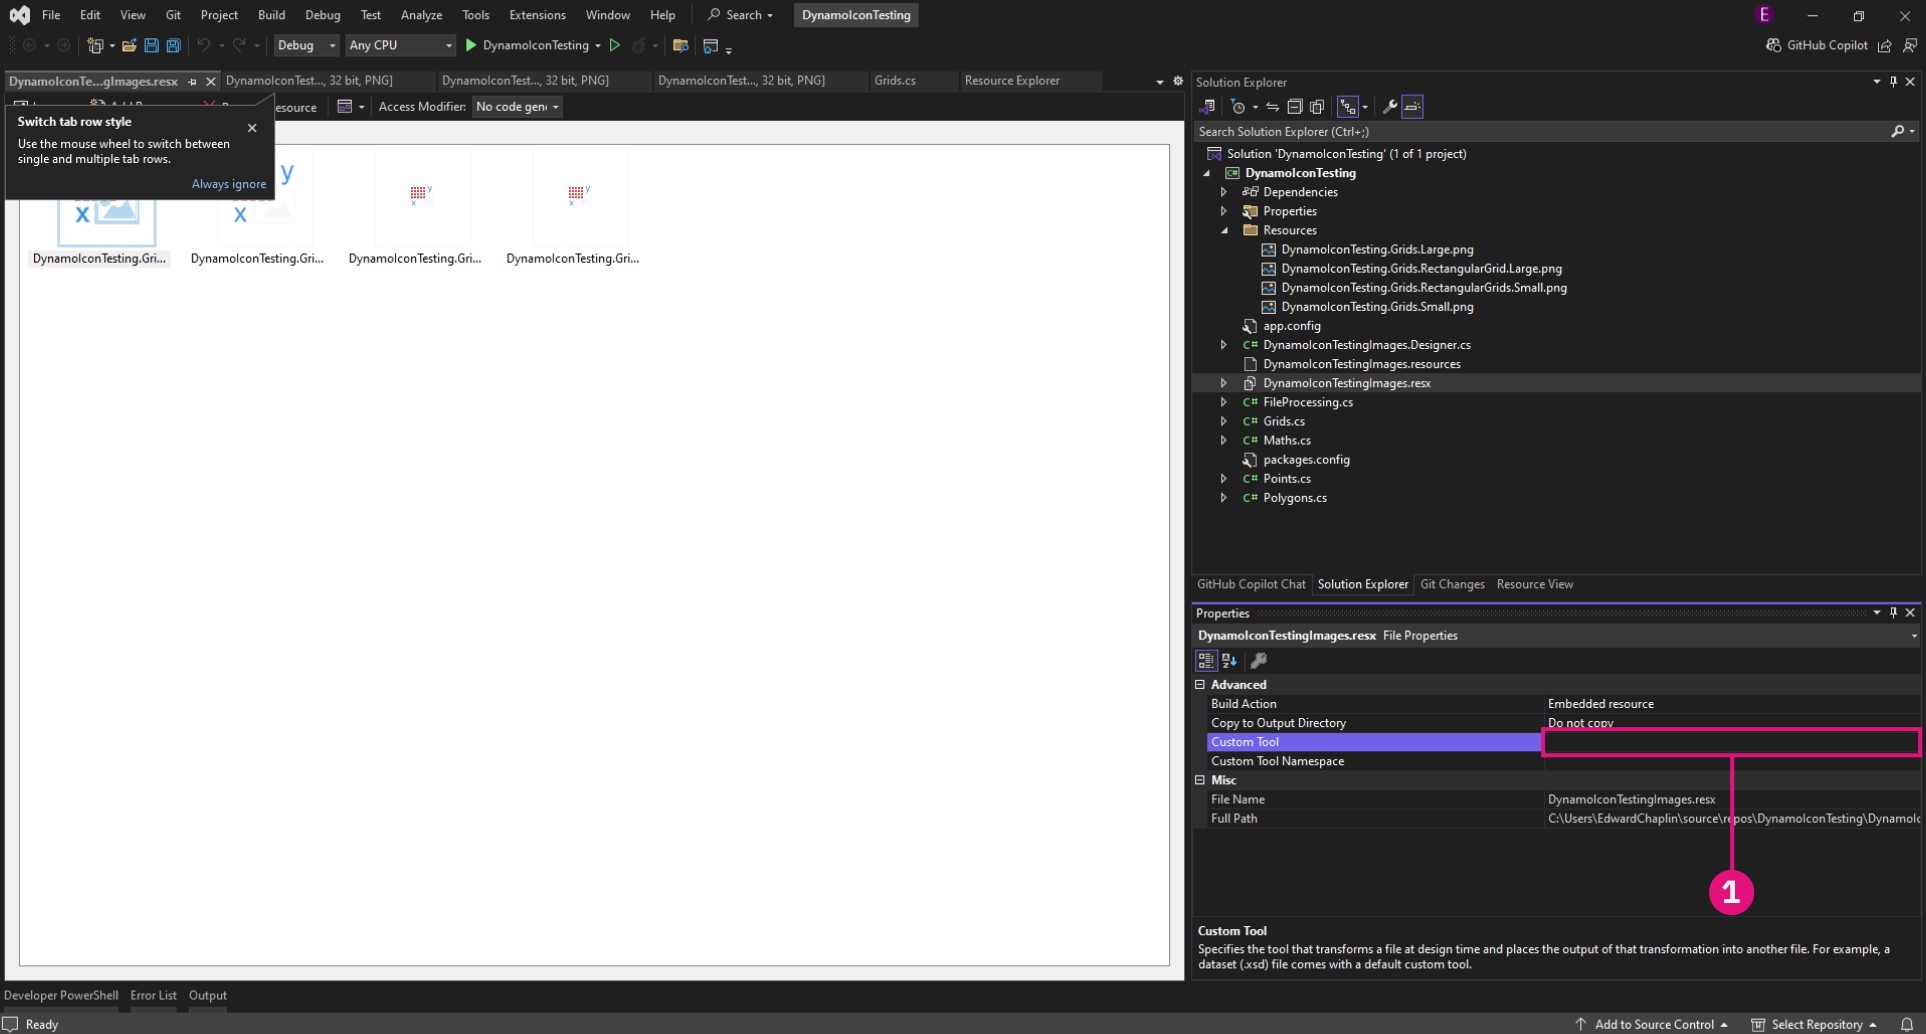 File Edit View Git Project Build Debug Test Analyze Tools Extensions Window Help Search DynamoIconTesting E
Debug Any CPU DynamoIconTesting GitHub Copilot
DynamoIconTe...gImages.resx DynamoIconTest..., 32 bit, PNG] DynamoIconTest..., 32 bit, PNG] DynamoIconTest..., 32 bit, PNG] Grids.cs Resource Explorer
esource Access Modifier: No code gen
Switch tab row style
Use the mouse wheel to switch between
single and multiple tab rows.
Always ignore
y
x x
y
x
y
x
DynamoIconTesting.Gri... DynamoIconTesting.Gri... DynamoIconTesting.Gri... DynamoIconTesting.Gri...
Solution Explorer
Search Solution Explorer (Ctrl+;)
Solution 'DynamoIconTesting' (1 of 1 project)
C# DynamoIconTesting
Dependencies
Properties
Resources
DynamoIconTesting.Grids.Large.png
DynamoIconTesting.Grids.RectangularGrid.Large.png
DynamoIconTesting.Grids.RectangularGrids.Small.png
DynamoIconTesting.Grids.Small.png
app.config
C# DynamoIconTestingImages.Designer.cs
DynamoIconTestingImages.resources
DynamoIconTestingImages.resx
C# FileProcessing.cs
C# Grids.cs
C# Maths.cs
packages.config
C# Points.cs
C# Polygons.cs
GitHub Copilot Chat Solution Explorer Git Changes Resource View
Properties
DynamoIconTestingImages.resx File Properties
Advanced
Build Action Embedded resource
Copy to Output Directory Do not copy
Custom Tool
Custom Tool Namespace
Misc
File Name DynamoIconTestingImages.resx
Full Path C:\Users\EdwardChaplin\source\repos\DynamoIconTesting\DynamoIc
1
Custom Tool
Specifies the tool that transforms a file at design time and places the output of that transformation into another file. For example, a
dataset (.xsd) file comes with a default custom tool.
Developer PowerShell Error List Output
Ready Add to Source Control Select Repository